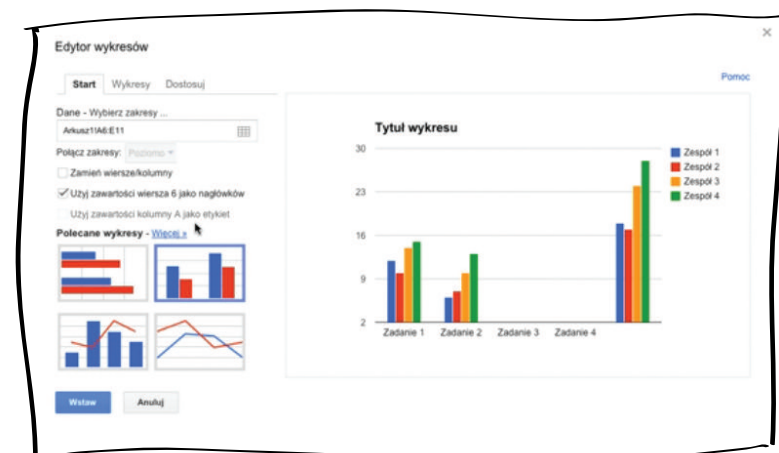 ×
Edytor wykresów
Start Wykresy Dostosuj
Pomoc
Dane - Wybierz zakresy ...
Arkusz1!A6:E11
Połącz zakresy: Poziomo
Zamień wiersze/kolumny
Użyj zawartości wiersza 6 jako nagłówków
Użyj zawartości kolumny A jako etykiet
Polecane wykresy - Więcej »
Wstaw Anuluj
Tytuł wykresu
30
23
16
9
2
Zadanie 1 Zadanie 2 Zadanie 3 Zadanie 4
Zespół 1
Zespół 2
Zespół 3
Zespół 4